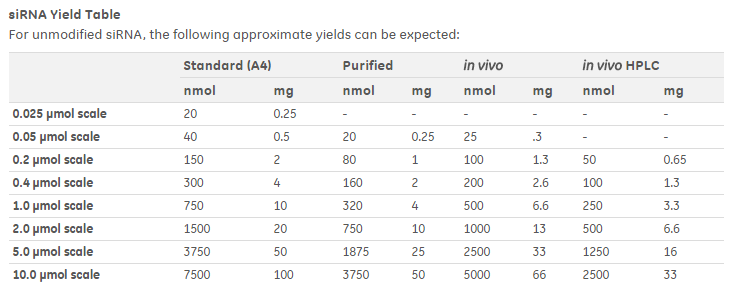 siRNA Yield Table
For unmodified siRNA, the following approximate yields can be expected:
Standard (A4) Purified in vivo in vivo HPLC
nmol mg nmol mg nmol mg nmol mg
0.025 µmol scale 20 0.25 - - - - - -
0.05 µmol scale 40 0.5 20 0.25 25 .3 - -
0.2 µmol scale 150 2 80 1 100 1.3 50 0.65
0.4 µmol scale 300 4 160 2 200 2.6 100 1.3
1.0 µmol scale 750 10 320 4 500 6.6 250 3.3
2.0 µmol scale 1500 20 750 10 1000 13 500 6.6
5.0 µmol scale 3750 50 1875 25 2500 33 1250 16
10.0 µmol scale 7500 100 3750 50 5000 66 2500 33